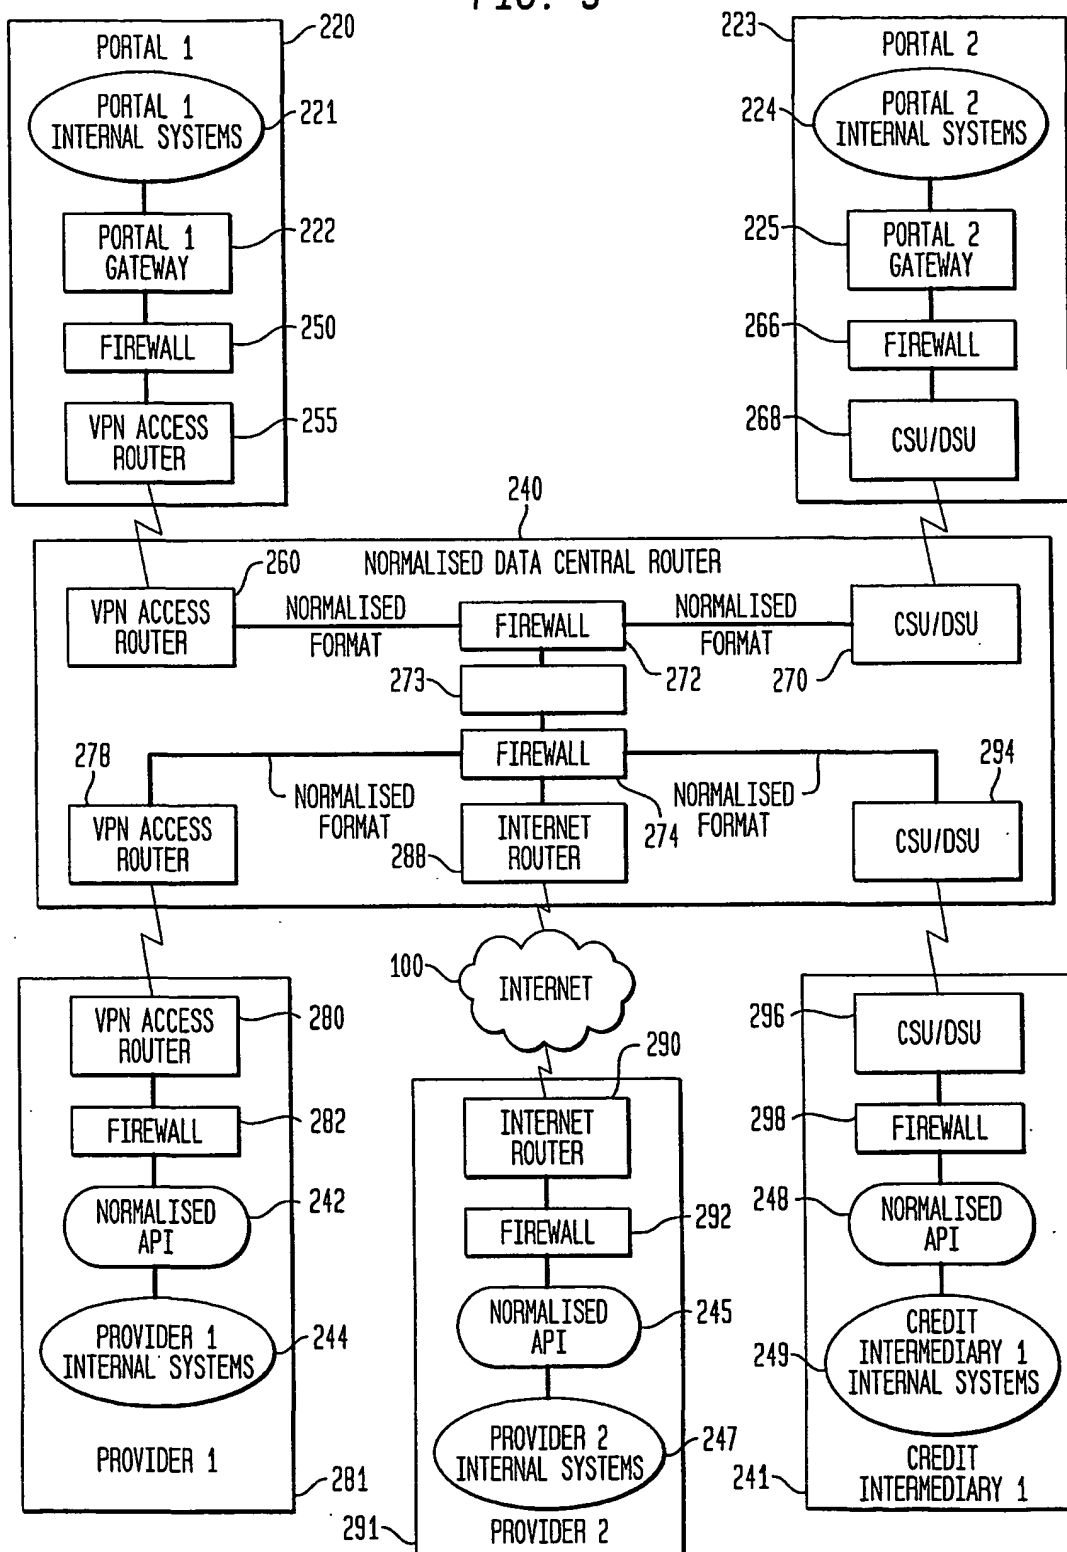 FIG. 5
220
PORTAL 1
PORTAL 1
INTERNAL SYSTEMS
221
PORTAL 1
GATEWAY
222
FIREWALL
250
VPN ACCESS
ROUTER
255
223
PORTAL 2
PORTAL 2
INTERNAL SYSTEMS
224
225
PORTAL 2
GATEWAY
266
FIREWALL
268
CSU/DSU
240
NORMALISED DATA CENTRAL ROUTER
260
VPN ACCESS
ROUTER
NORMALISED
FORMAT
FIREWALL
272
NORMALISED
FORMAT
CSU/DSU
270
273
278
VPN ACCESS
ROUTER
NORMALISED
FORMAT
FIREWALL
274
NORMALISED
FORMAT
294
CSU/DSU
INTERNET
ROUTER
288
100
INTERNET
VPN ACCESS
ROUTER
280
FIREWALL
282
NORMALISED
API
242
PROVIDER 1
INTERNAL SYSTEMS
244
PROVIDER 1
281
290
INTERNET
ROUTER
FIREWALL
292
NORMALISED
API
245
PROVIDER 2
INTERNAL SYSTEMS
247
291
PROVIDER 2
296
CSU/DSU
298
FIREWALL
248
NORMALISED
API
249
CREDIT
INTERMEDIARY 1
INTERNAL SYSTEMS
241
CREDIT
INTERMEDIARY 1